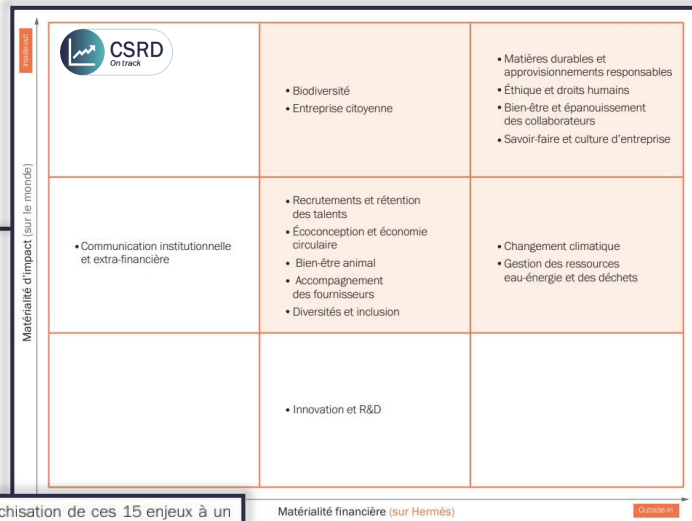 Inside-out
CSRD
On track
• Biodiversité
• Entreprise citoyenne
• Matières durables et
approvisionnements responsables
• Éthique et droits humains
• Bien-être et épanouissement
des collaborateurs
• Savoir-faire et culture d'entreprise
Matérialité d'impact (sur le monde)
• Communication institutionnelle
et extra-financière
• Recrutements et rétention
des talents
• Écoconception et économie
circulaire
• Bien-être animal
• Accompagnement
des fournisseurs
• Diversités et inclusion
• Changement climatique
• Gestion des ressources
eau-énergie et des déchets
• Innovation et R&D
chisation de ces 15 enjeux à un
Matérialité financière (sur Hermès)
Outside-in